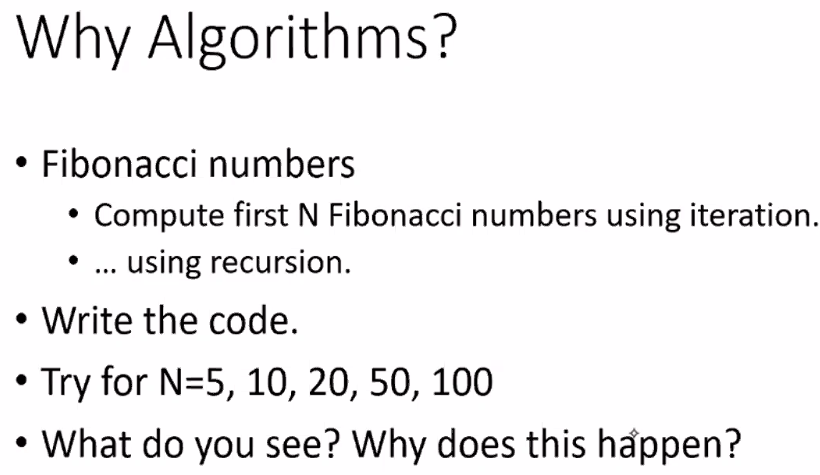 Why Algorithms?
• Fibonacci numbers
• Compute first N Fibonacci numbers using iteration.
• ... using recursion.
• Write the code.
• Try for N=5, 10, 20, 50, 100
• What do you see? Why does this happen?